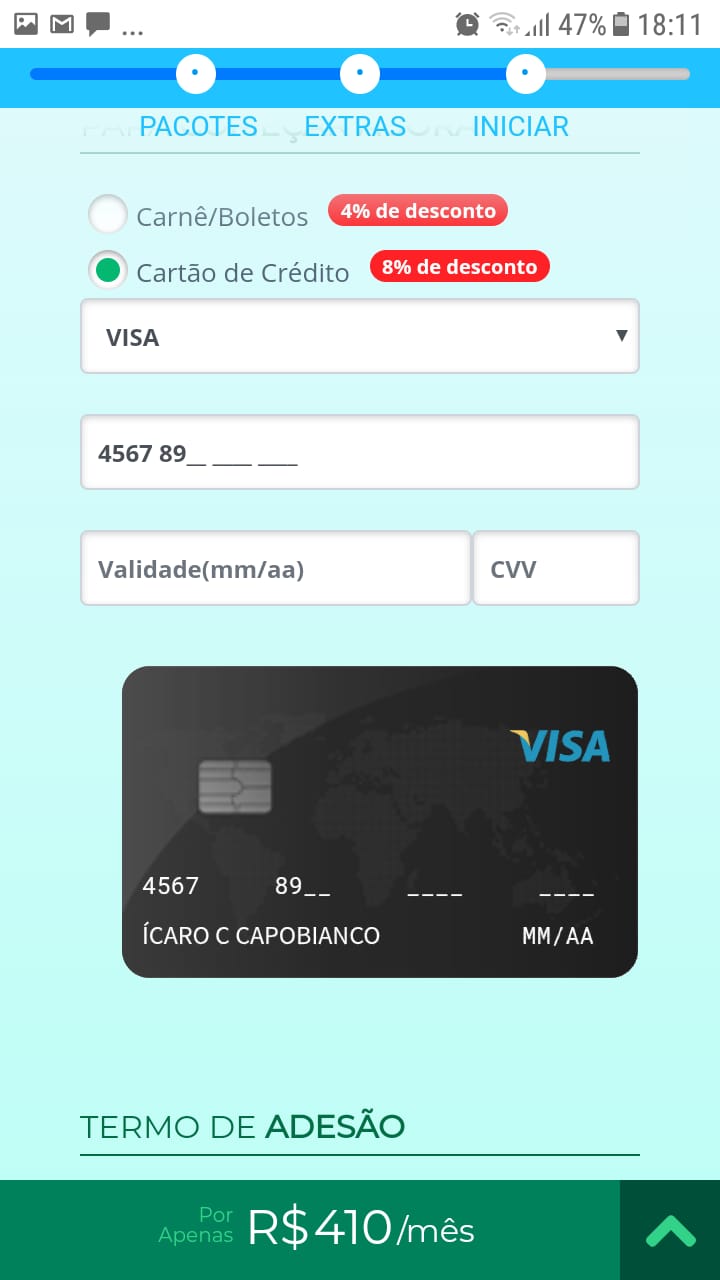 ... 47% 18:11
PACOTES EXTRAS INICIAR
Carnê/Boletos 4% de desconto
Cartão de Crédito 8% de desconto
VISA
4567 89__ ____ ____
Validade(mm/aa) CVV
VISA
4567 89__ ____ ____
ÍCARO C CAPOBIANCO MM/AA
TERMO DE ADESÃO
Por Apenas R$410/mês